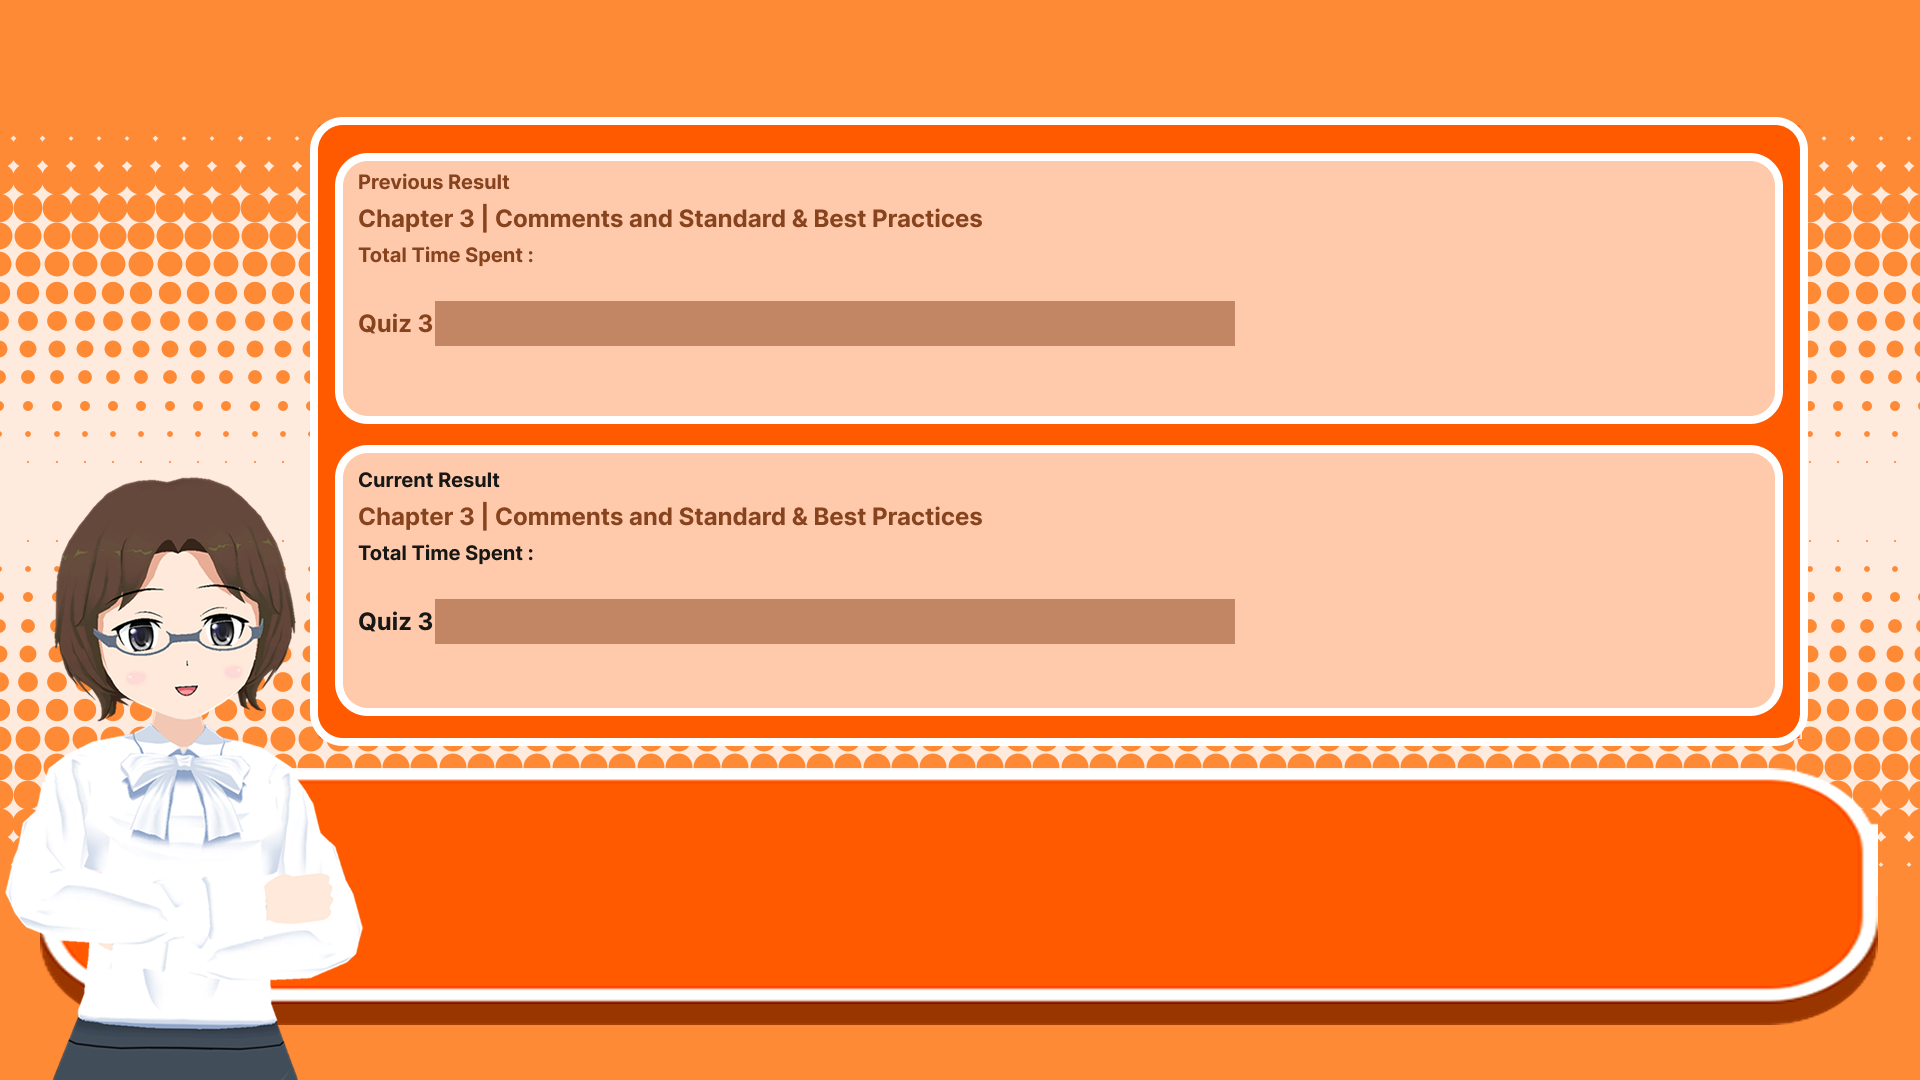 Previous Result
Chapter 3 | Comments and Standard & Best Practices
Total Time Spent :
Quiz 3
Current Result
Chapter 3 | Comments and Standard & Best Practices
Total Time Spent :
Quiz 3